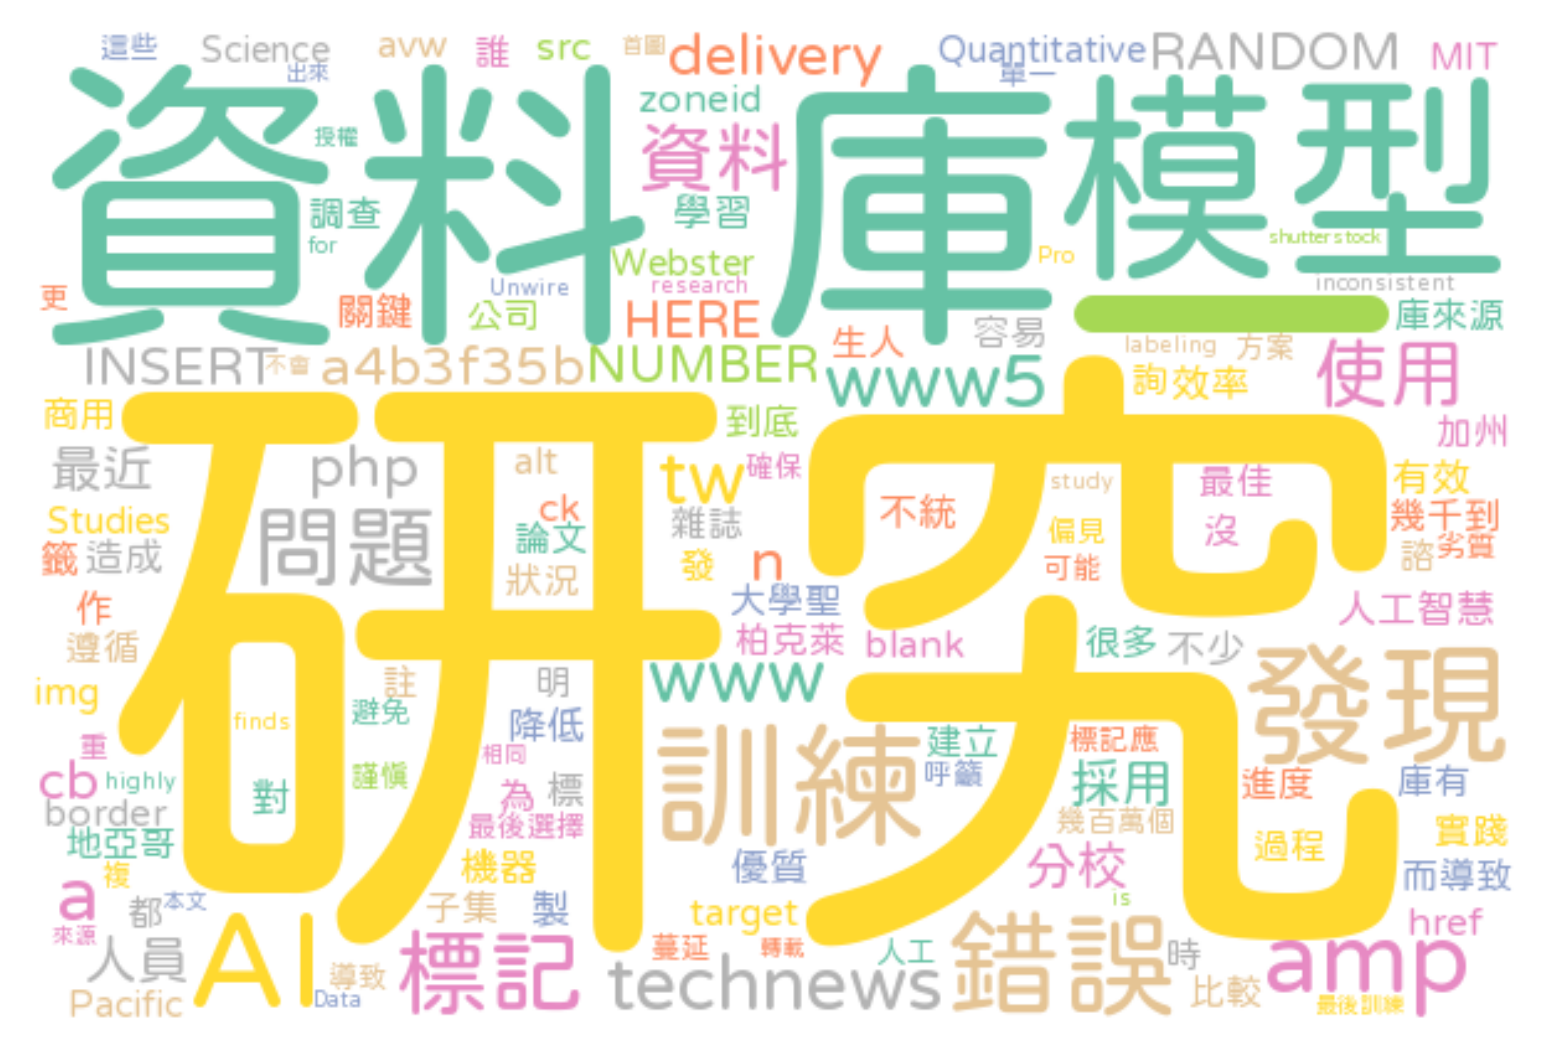 這些 Science avw 誰 src 首圖 delivery Quantitative RANDOM MIT
出來 單一
資料庫 模型
授權 zoneid 資料
調查 學習
for Webster Pro shutterstock
更 關鍵 Unwire 公司 research HERE inconsistent
庫來源
INSERT 不會 a4b3f35b NUMBER 生人 容易 labeling 方案
www5 詢 效率 使用
商用 研究 到底 加州
最近 php alt tw 確保 study 最佳 有效
Studies 問題 ck 論文 雜誌 不統 偏見 沒 幾千到
籤 造成 狀況 發 n 可能 諮 劣質
作 大學聖 人工智慧
遵循 柏克萊 blank 很多 不少
img 註 明 www 發現
finds 避免 降低 訓練 建立 標記應
重 相同
cb highly 對 謹慎 為 標 呼籲 採用 進度 庫有
border 最後選擇 幾百萬個
地亞哥 機器 優質 分校 過程 實踐
複 而導致
a 都 本文 子集 製 target is href
來源 人員 AI 導致 標記 蔓延 轉載 人工 錯誤 時 amp
Pacific Data technews 比較 最後訓練